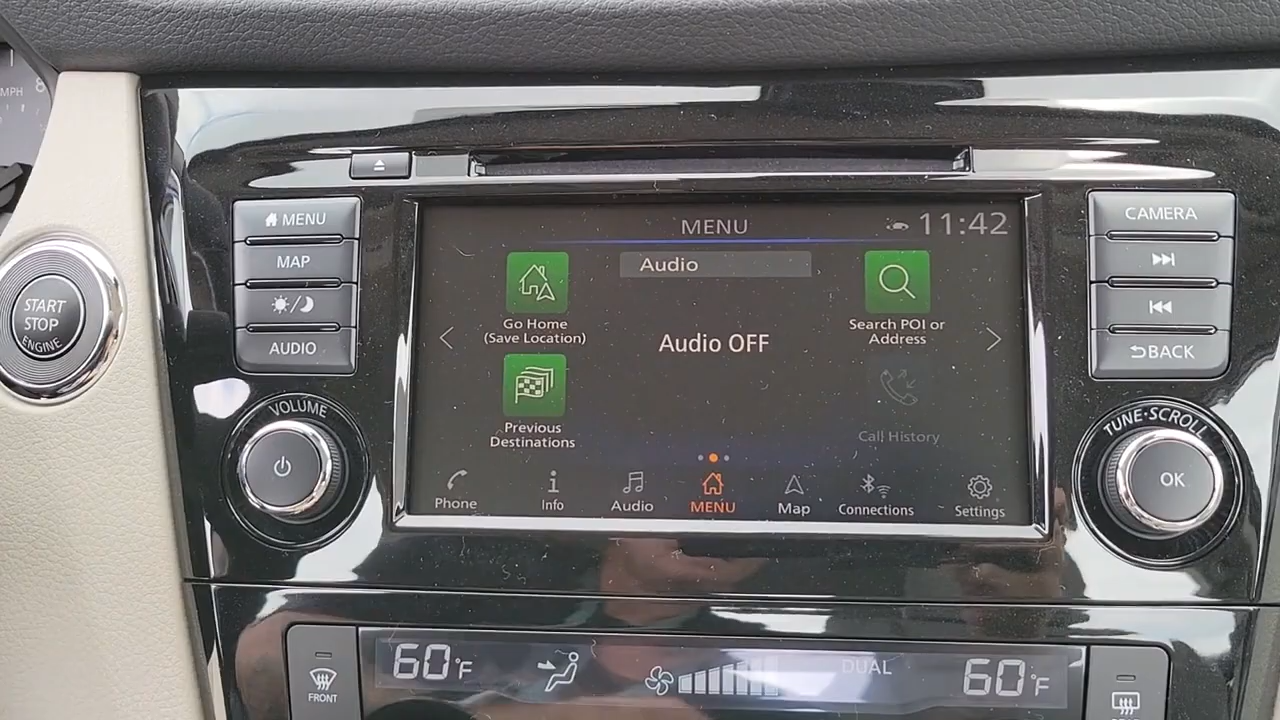 MPH
8
MENU
MAP
AUDIO
VOLUME
START
STOP
ENGINE
MENU
11:42
Audio
Go Home
(Save Location)
Audio OFF
Search POI or
Address
Previous
Destinations
Call History
Phone
Info
Audio
MENU
Map
Connections
Settings
CAMERA
BACK
TUNE·SCROLL
OK
FRONT
60°F
DUAL
60°F